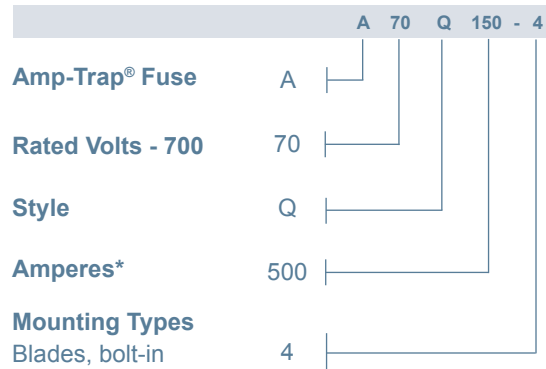 A 70 Q 150 - 4
Amp-Trap® Fuse A
Rated Volts - 700 70
Style Q
Amperes* 500
Mounting Types
Blades, bolt-in 4